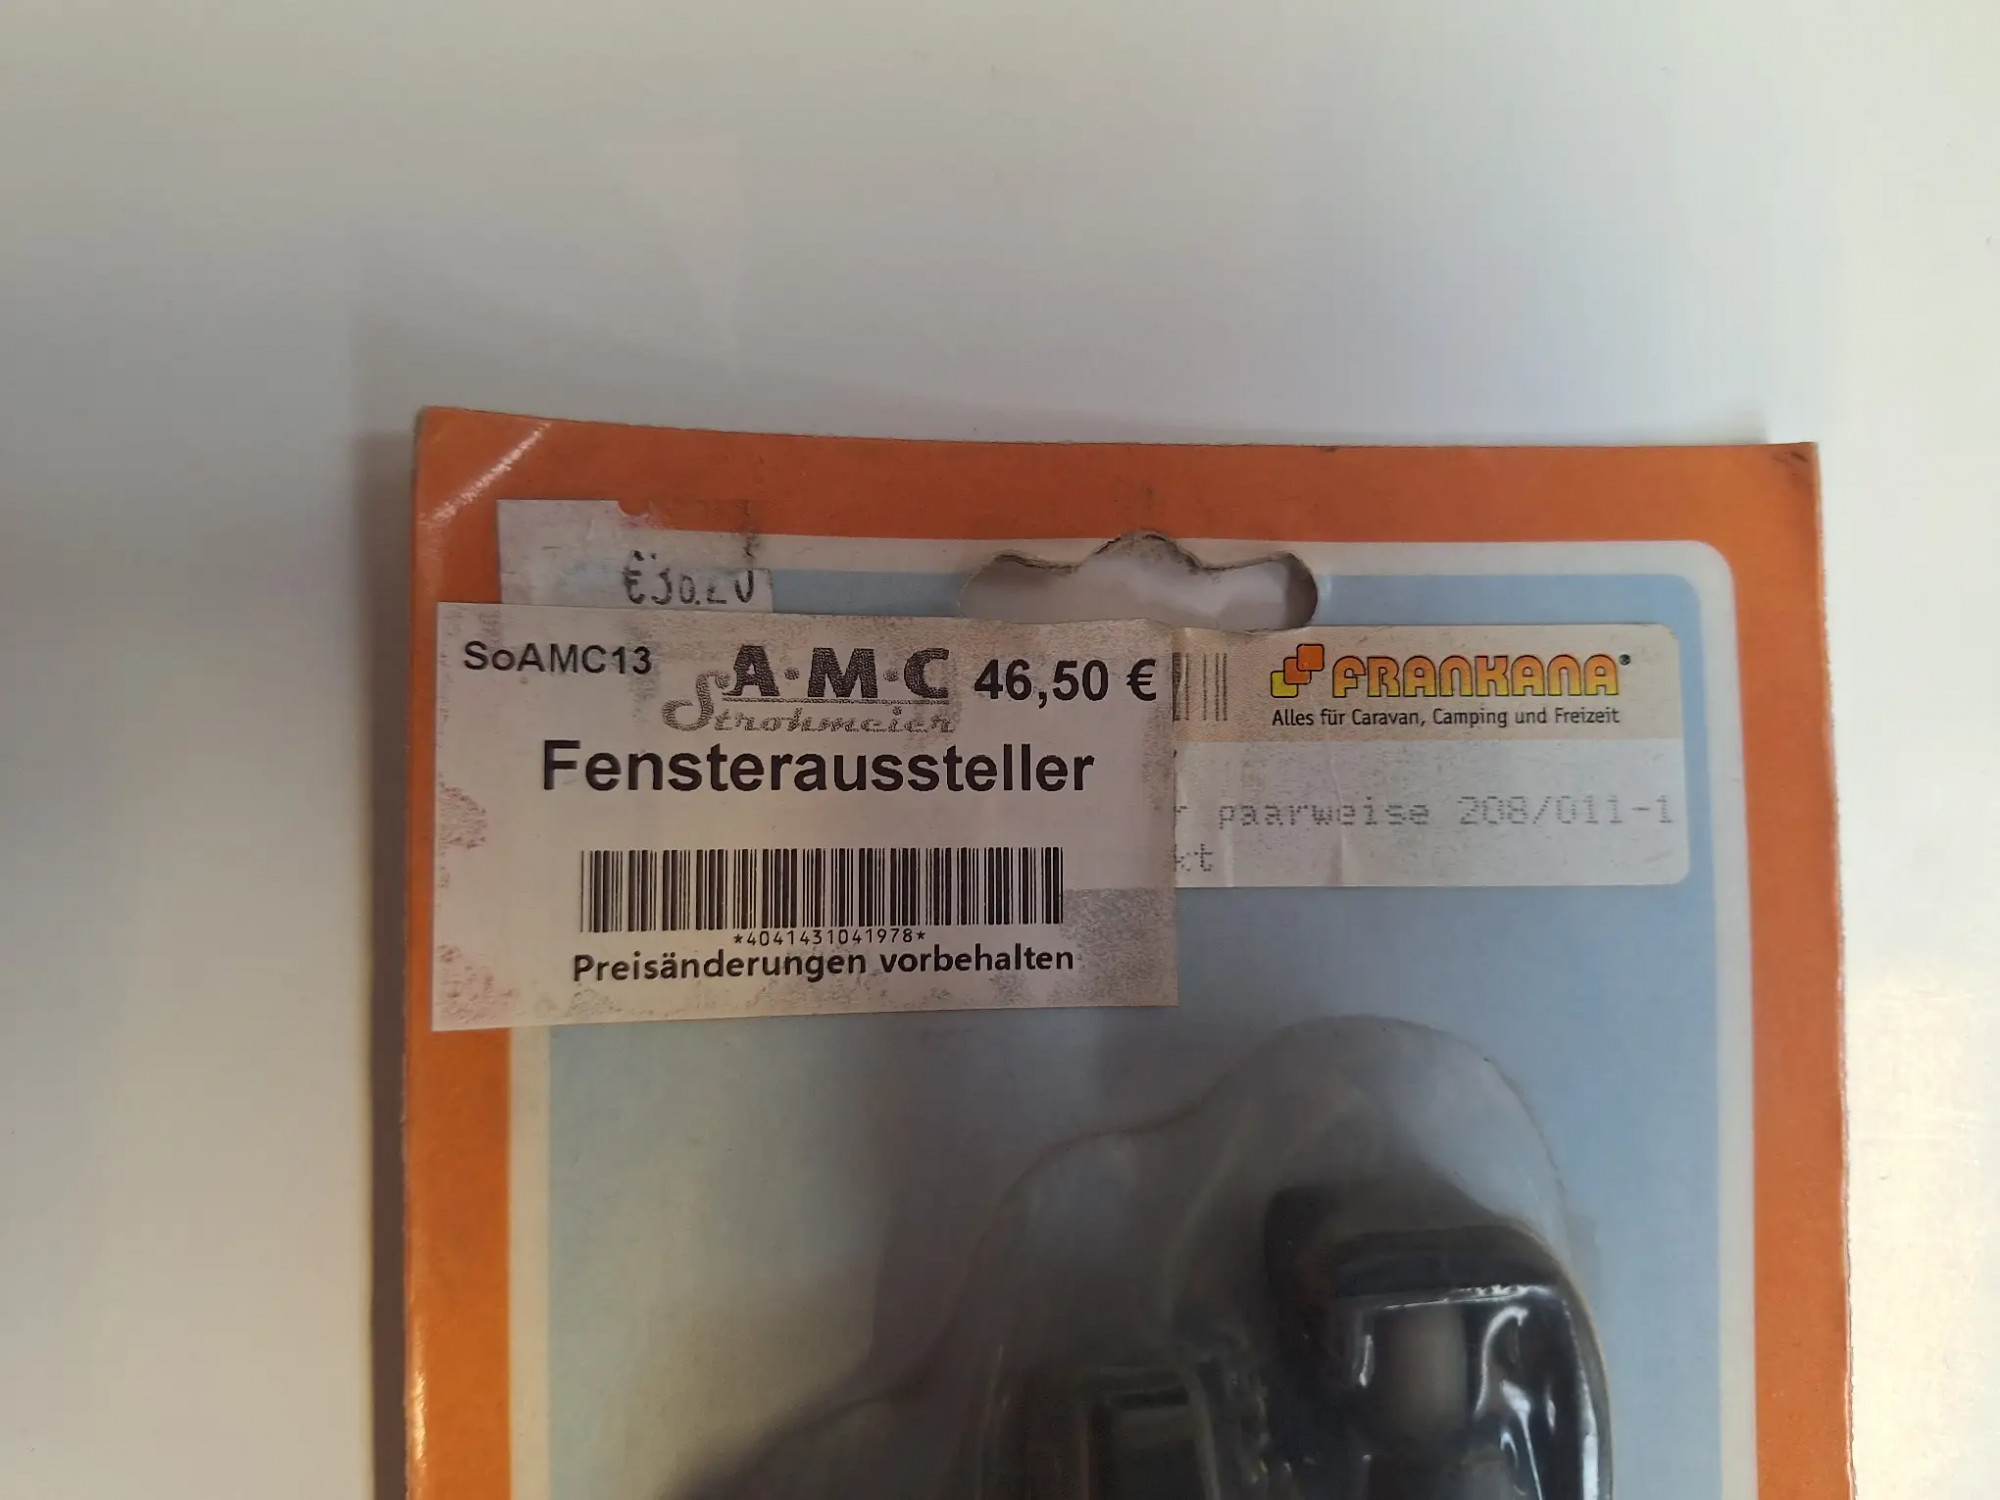 €30.20
SoAMC13
A·M·C
Strohmeier
46,50 €
Fensteraussteller
*4041431041978*
Preisänderungen vorbehalten
FRANKANA®
Alles für Caravan, Camping und Freizeit
paarweise 208/011-1